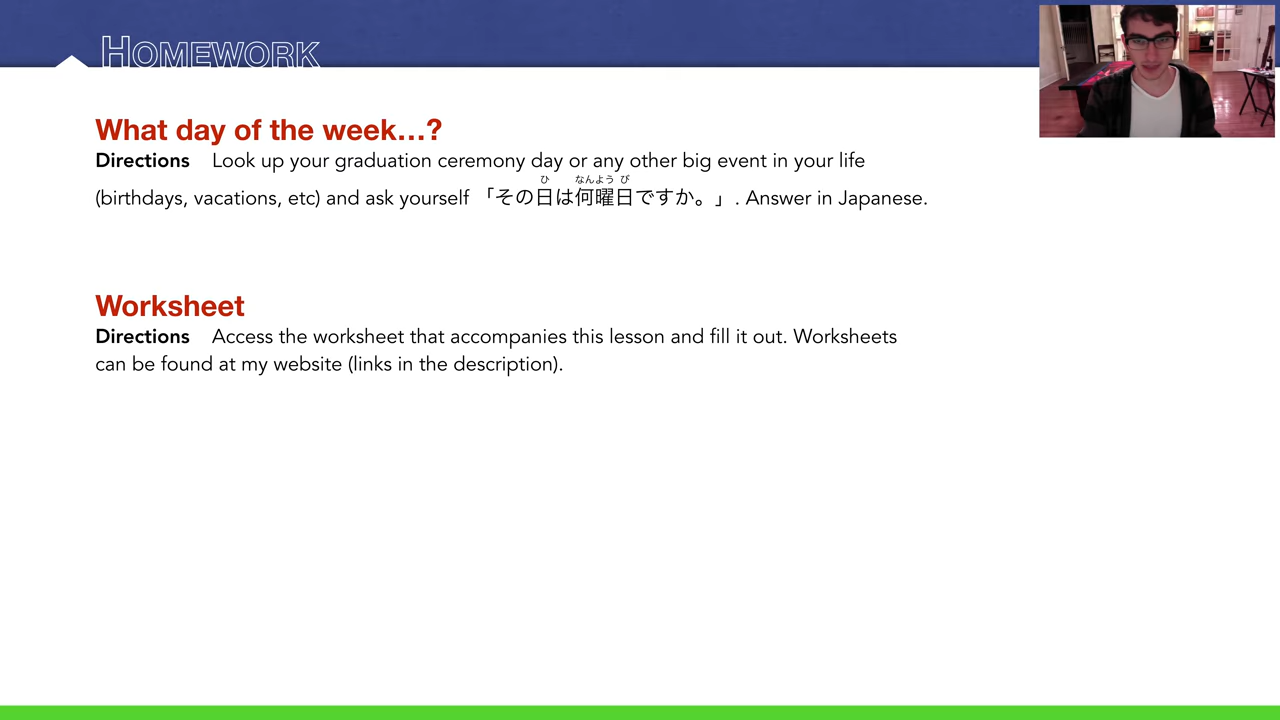 HOMEWORK
What day of the week…?
Directions Look up your graduation ceremony day or any other big event in your life
ひ なんよう び
(birthdays, vacations, etc) and ask yourself 「その日は何曜日ですか。」. Answer in Japanese.
Worksheet
Directions Access the worksheet that accompanies this lesson and fill it out. Worksheets
can be found at my website (links in the description).